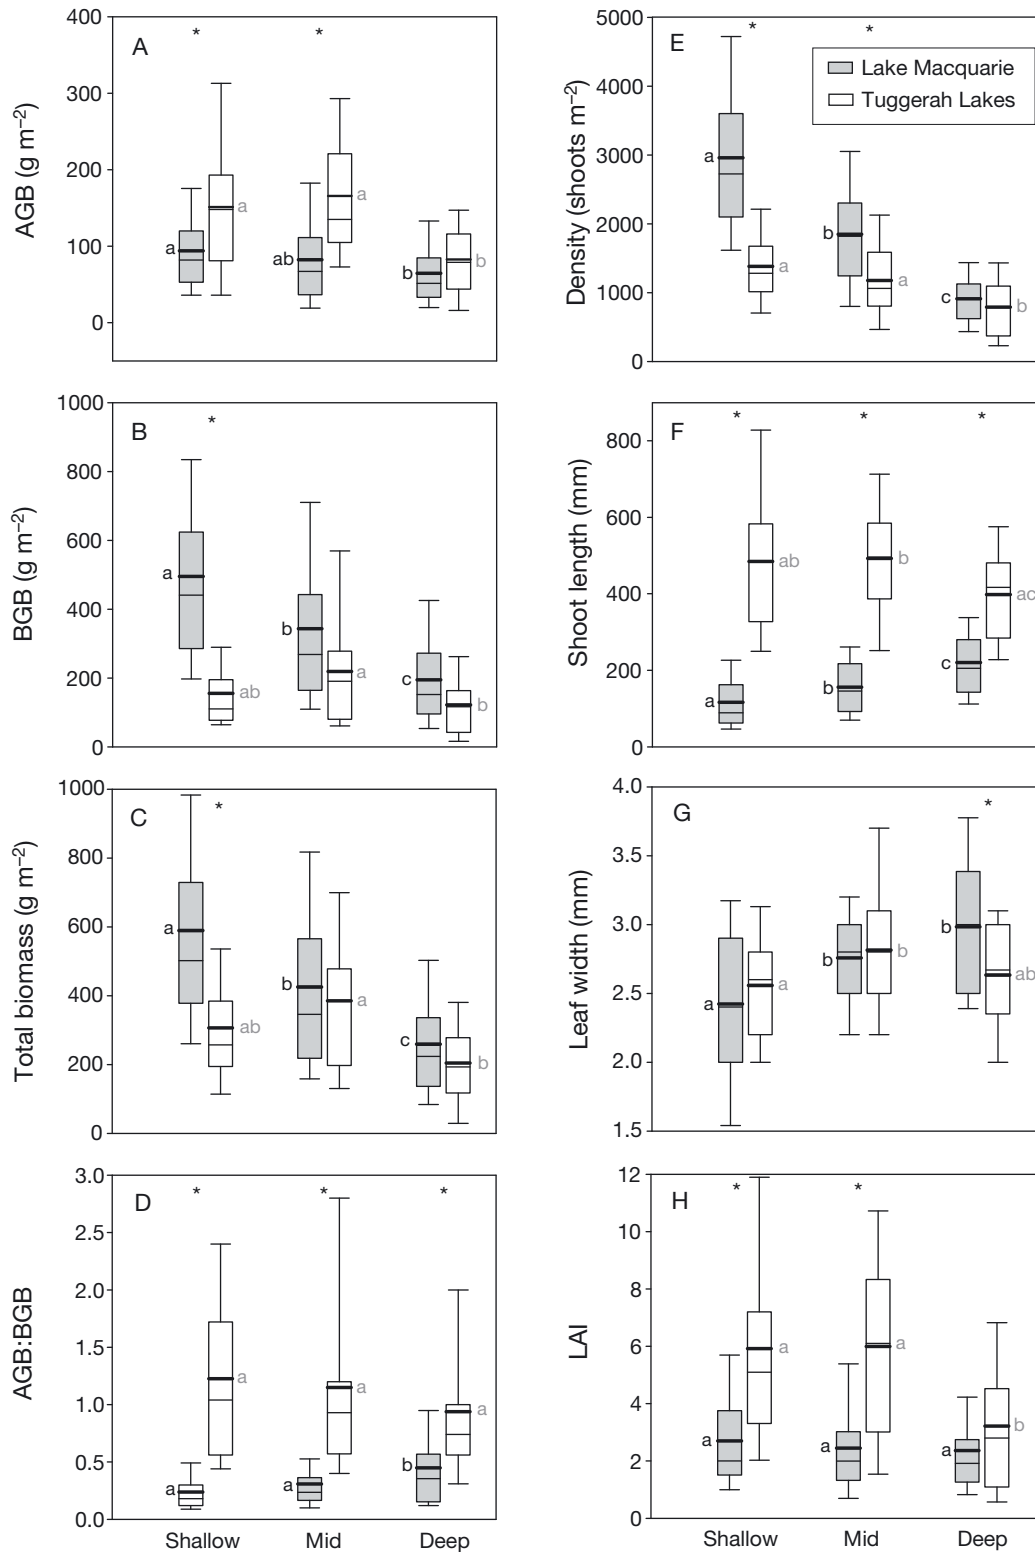 A
AGB (g m⁻²)
400
300
200
100
0
* *
a a ab a b b
B
BGB (g m⁻²)
1000
800
600
400
200
0
*
a ab b a c b
C
Total biomass (g m⁻²)
1000
800
600
400
200
0
*
a ab b a c b
D
AGB:BGB
3.0
2.5
2.0
1.5
1.0
0.5
0.0
* * *
a a a a b a
Shallow Mid Deep
E
Density (shoots m⁻²)
5000
4000
3000
2000
1000
0
* *
Lake Macquarie
Tuggerah Lakes
a a b a c b
F
Shoot length (mm)
800
600
400
200
0
* * *
a ab b b c ac
G
Leaf width (mm)
4.0
3.5
3.0
2.5
2.0
1.5
*
a a b b b ab
H
LAI
12
10
8
6
4
2
0
* *
a a a a a b
Shallow Mid Deep